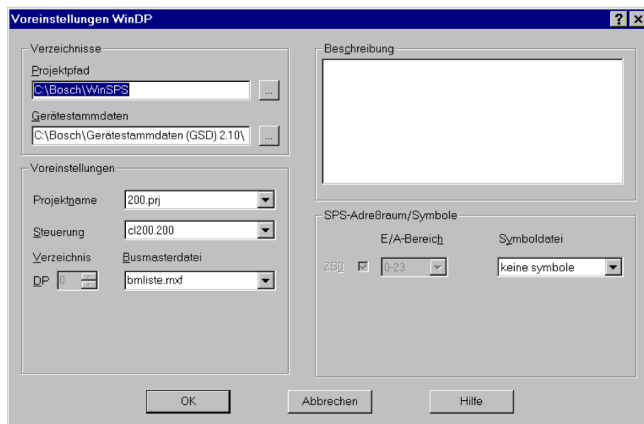 Voreinstellungen WinDP
Verzeichnisse
Projektpfad
C:\Bosch\WinSPS
...
Gerätestammdaten
C:\Bosch\Gerätestammdaten (GSD) 2.10\
...
Voreinstellungen
Projektname
200.prj
Steuerung
cl200.200
Verzeichnis
Busmasterdatei
DP
0
bmliste.mxf
Beschreibung
SPS-Adreßraum/Symbole
E/A-Bereich
Symboldatei
ZS0
0-23
keine symbole
OK
Abbrechen
Hilfe